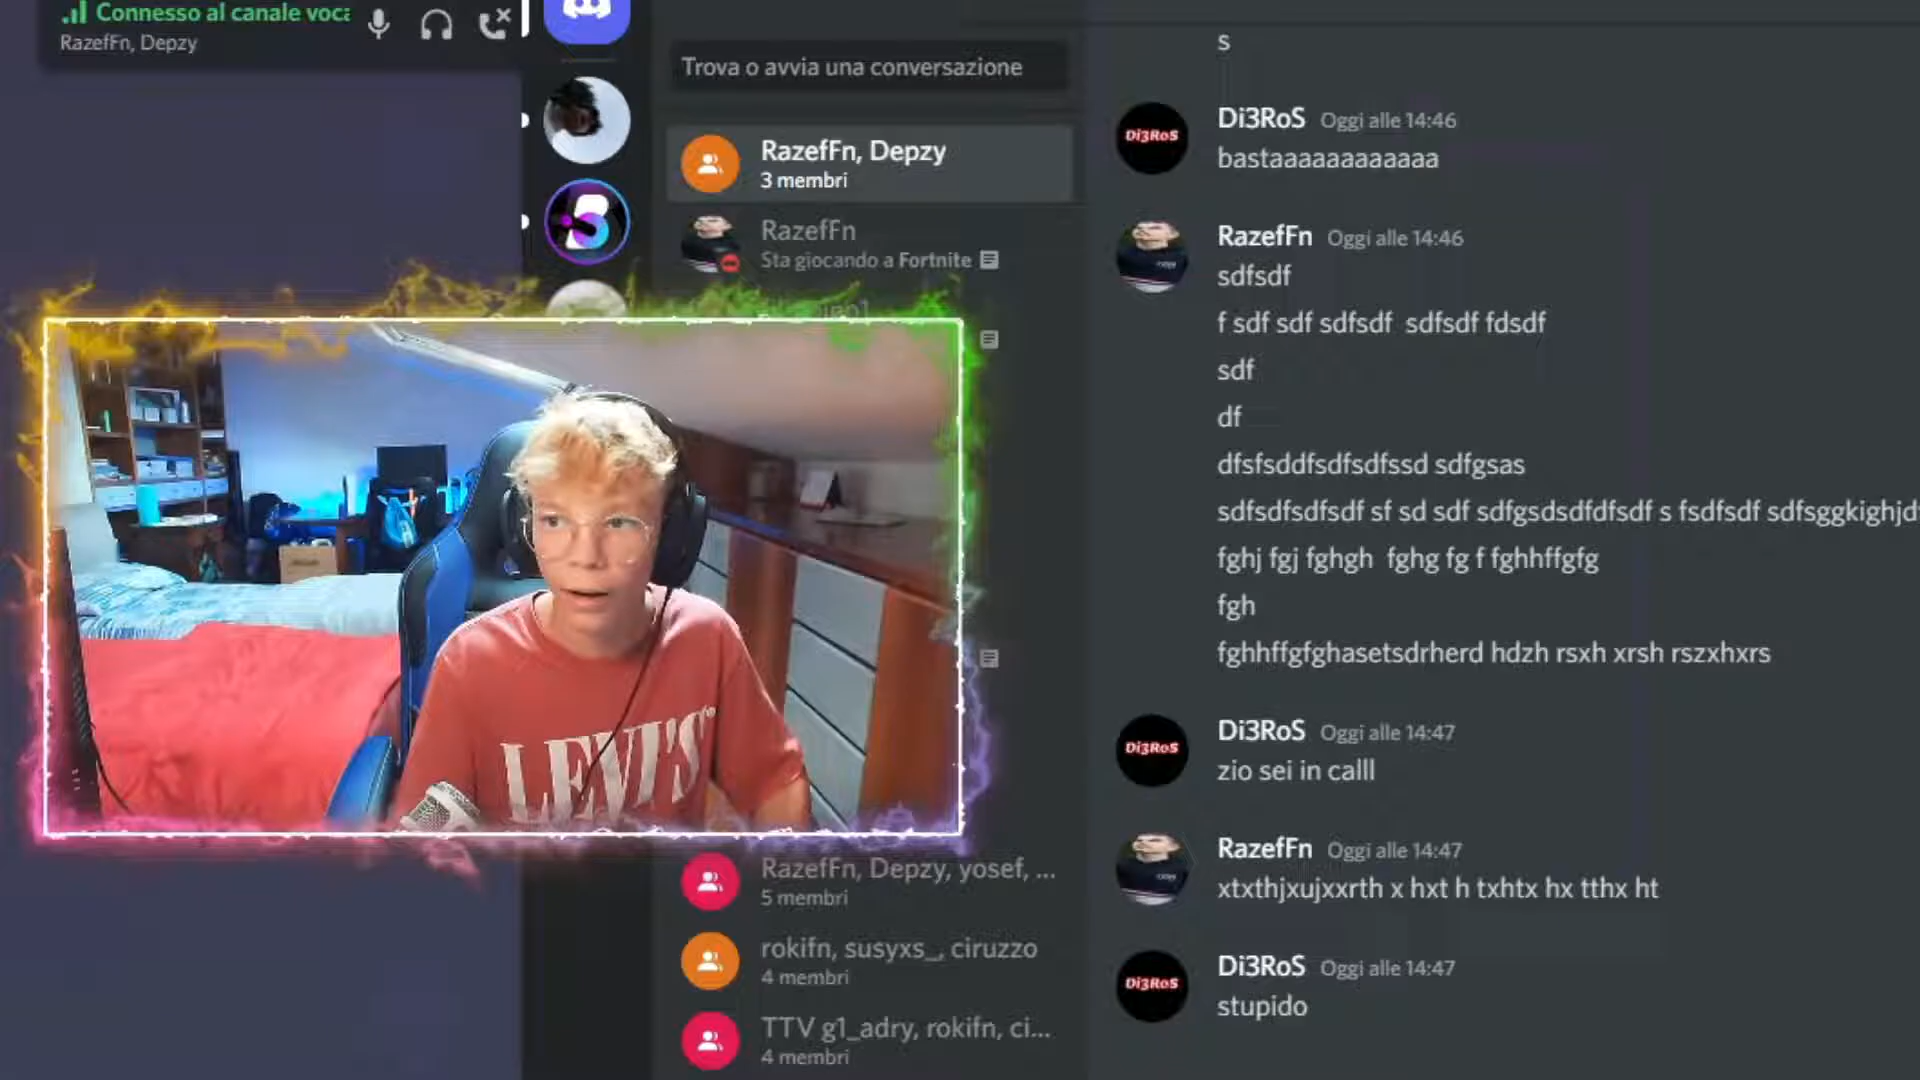 Connesso al canale voca
RazefFn, Depzy
Trova o avvia una conversazione
RazefFn, Depzy
3 membri
RazefFn
Sta giocando a Fortnite
LEVI'S
RazefFn, Depzy, yosef, ...
5 membri
rokifn, susyxs_, ciruzzo
4 membri
TTV g1_adry, rokifn, ci...
4 membri
s
Di3RoS
Di3RoS Oggi alle 14:46
bastaaaaaaaaaaaa
RazefFn Oggi alle 14:46
sdfsdf
f sdf sdf sdfsdf sdfsdf fdsdf
sdf
df
dfsfsddfsdfsdfssd sdfgsas
sdfsdfsdfsdf sf sd sdf sdfgsdsdfdfsdf s fsdfsdf sdfsggkighjdf
fghj fgj fghgh fghg fg f fghhffgfg
fgh
fghhffgfghasetsdrherd hdzh rsxh xrsh rszxhxrs
Di3RoS
Di3RoS Oggi alle 14:47
zio sei in calll
RazefFn Oggi alle 14:47
xtxthjxujxxrth x hxt h txhtx hx tthx ht
Di3RoS
Di3RoS Oggi alle 14:47
stupido